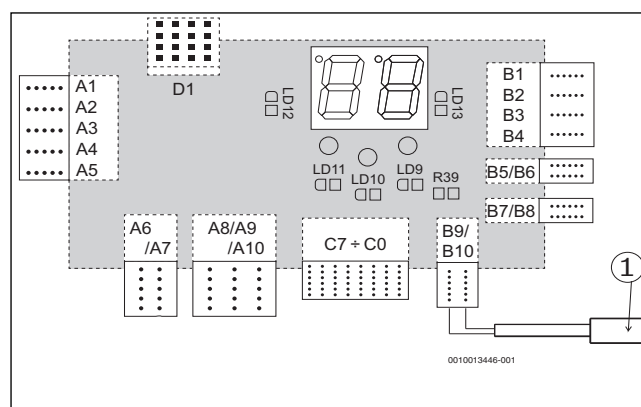 D1
A1
A2
A3
A4
A5
LD12
LD13
LD11
LD10
LD9
R39
B1
B2
B3
B4
B5/B6
B7/B8
A6
/A7
A8/A9
/A10
C7 ÷ C0
B9/
B10
1
0010013446-001